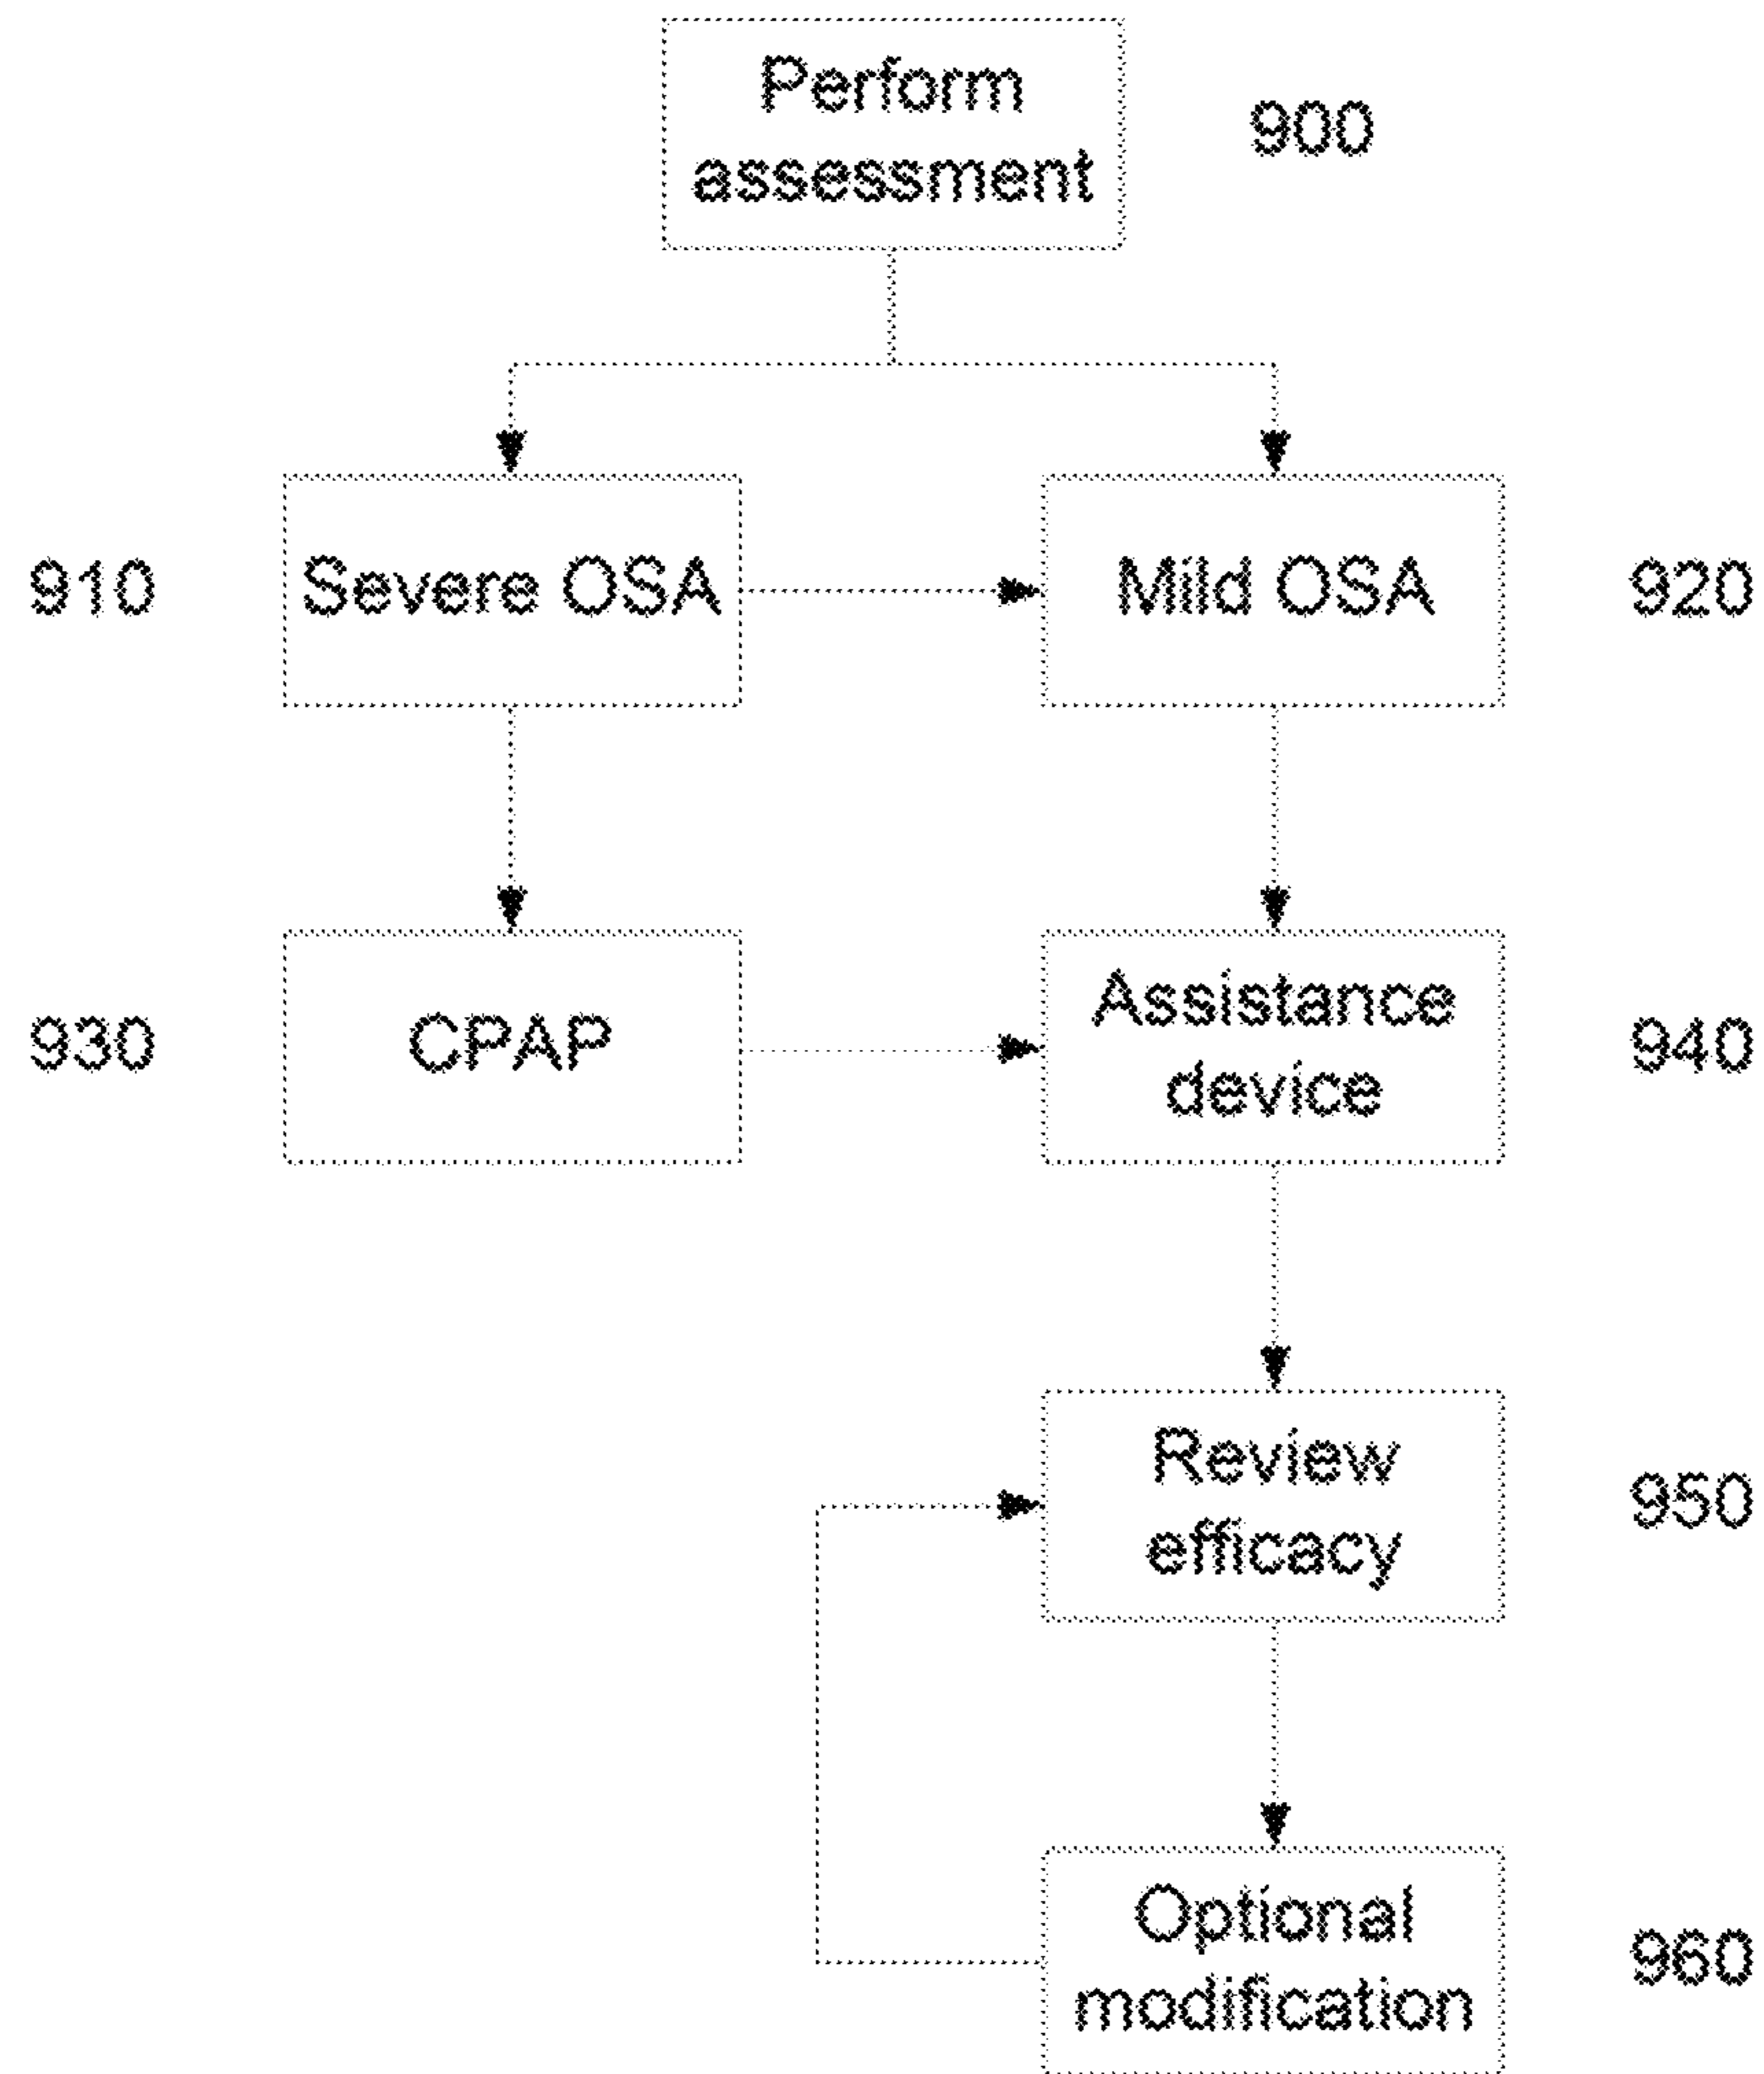 Perform
assessment
900
910
Severe OSA
Mild OSA
920
930
CPAP
Assistance
device
940
Review
efficacy
950
Optional
modification
960